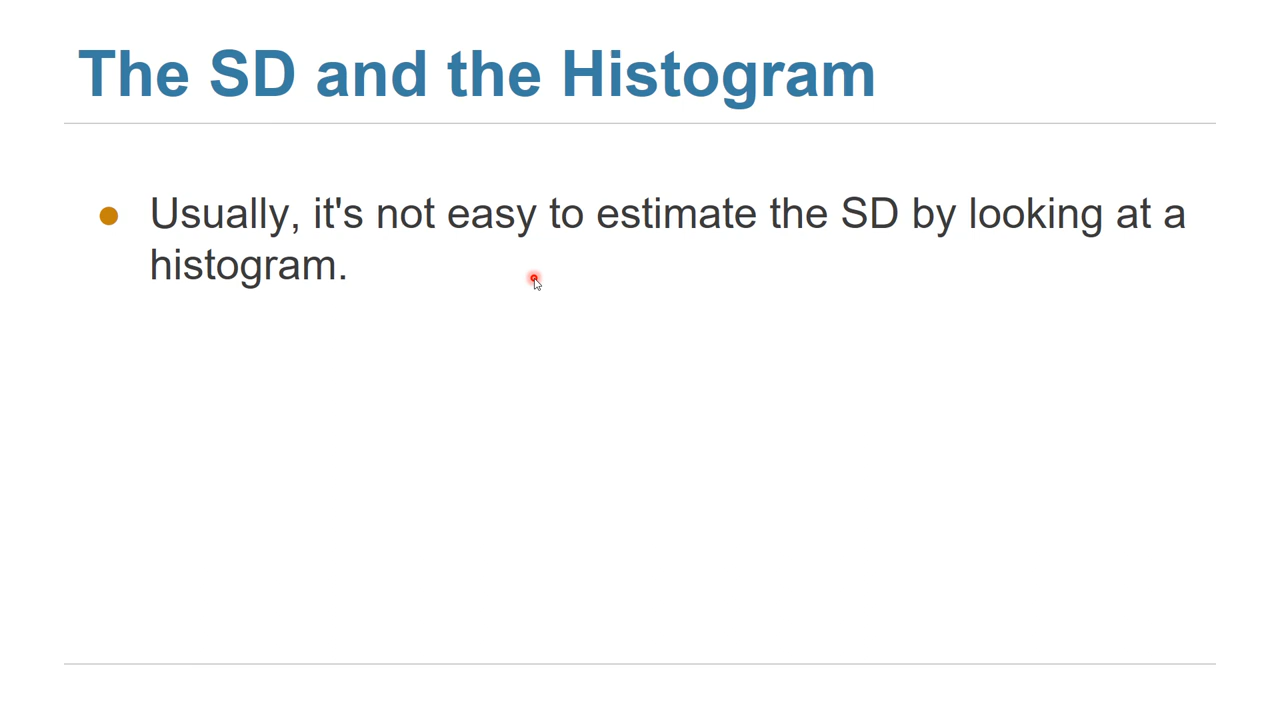 The SD and the Histogram
Usually, it's not easy to estimate the SD by looking at a
histogram.